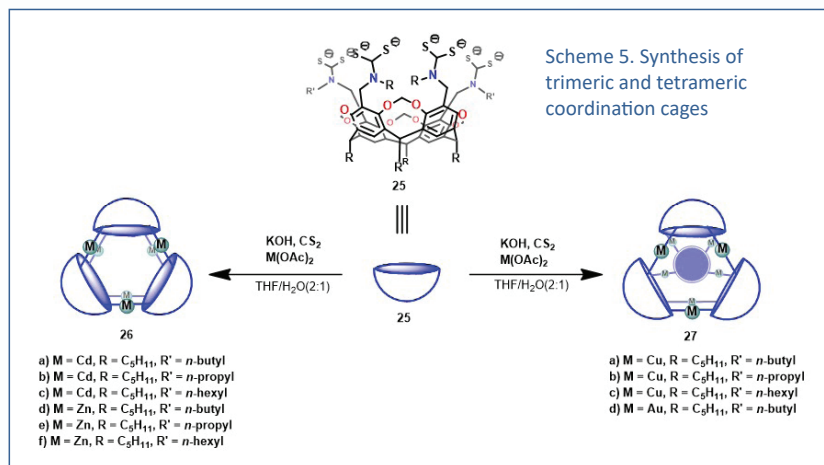 S⊖ ⊖S S⊖ ⊖S
S⊖ ⊖S S⊖ ⊖S
N N N N
R' R R R'
O O O O
O O O O
R R R R
25
Scheme 5. Synthesis of
trimeric and tetrameric
coordination cages
KOH, CS2
M(OAc)2
THF/H2O(2:1)
KOH, CS2
M(OAc)2
THF/H2O(2:1)
M M M M M M
26
25
M M M M M M M M
27
a) M = Cd, R = C5H11, R' = n-butyl
b) M = Cd, R = C5H11, R' = n-propyl
c) M = Cd, R = C5H11, R' = n-hexyl
d) M = Zn, R = C5H11, R' = n-butyl
e) M = Zn, R = C5H11, R' = n-propyl
f) M = Zn, R = C5H11, R' = n-hexyl
a) M = Cu, R = C5H11, R' = n-butyl
b) M = Cu, R = C5H11, R' = n-propyl
c) M = Cu, R = C5H11, R' = n-hexyl
d) M = Au, R = C5H11, R' = n-butyl